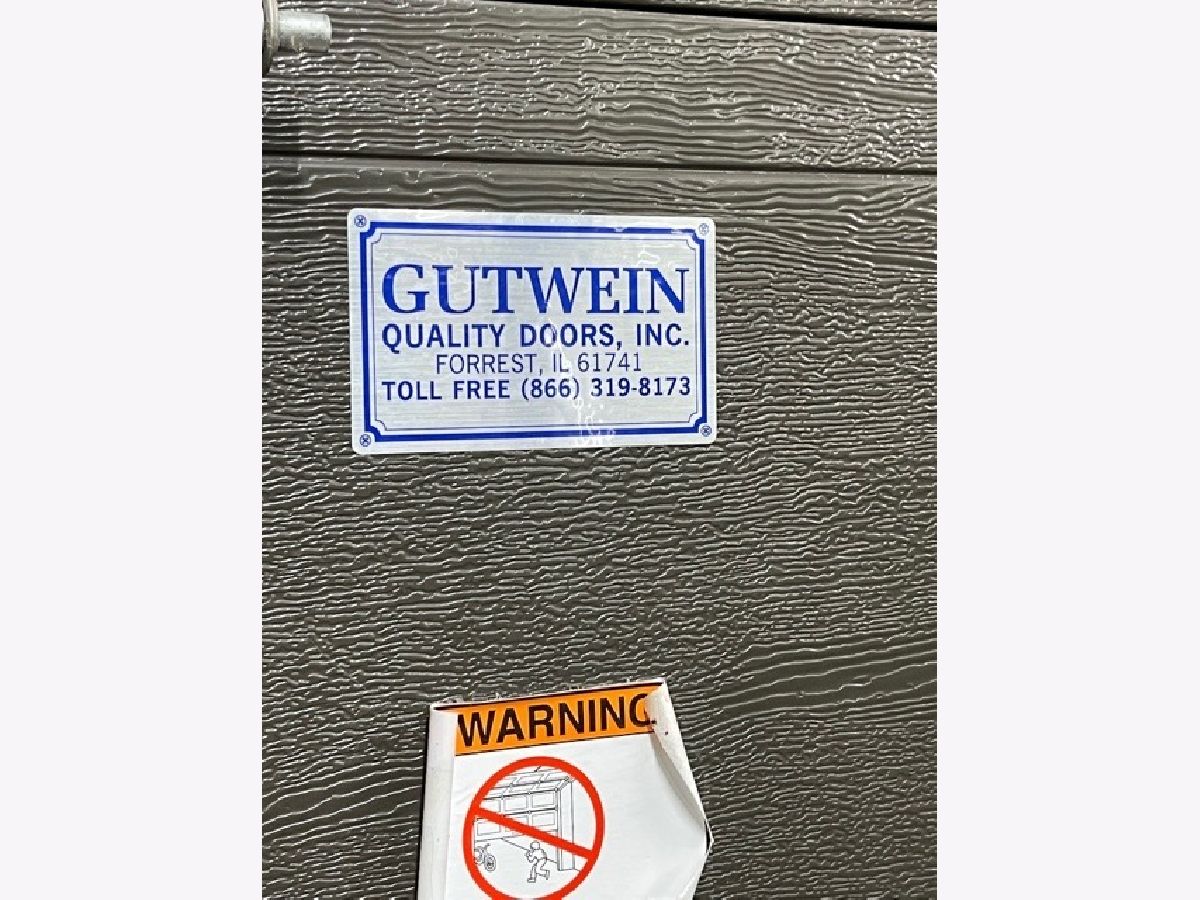 GUTWEIN
QUALITY DOORS, INC.
FORREST, IL 61741
TOLL FREE (866) 319-8173
WARNING